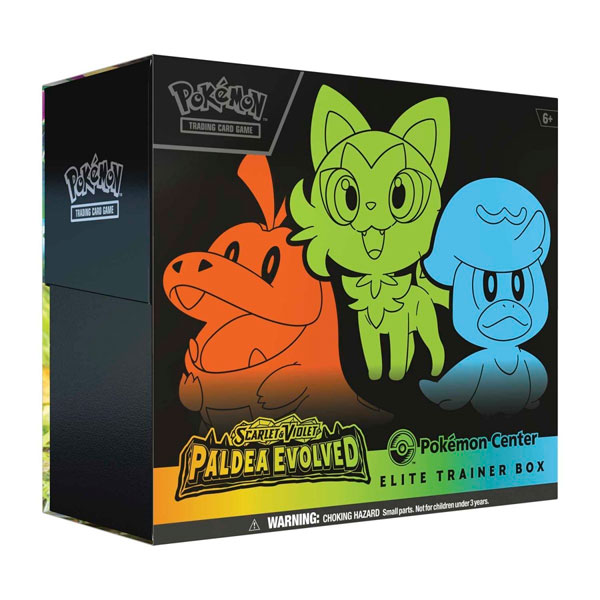 POKéMON
TRADING CARD GAME
6+
POKéMON
TRADING CARD GAME
SCARLET & VIOLET
PALDEA EVOLVED
Pokémon Center
ELITE TRAINER BOX
WARNING: CHOKING HAZARD Small parts. Not for children under 3 years.